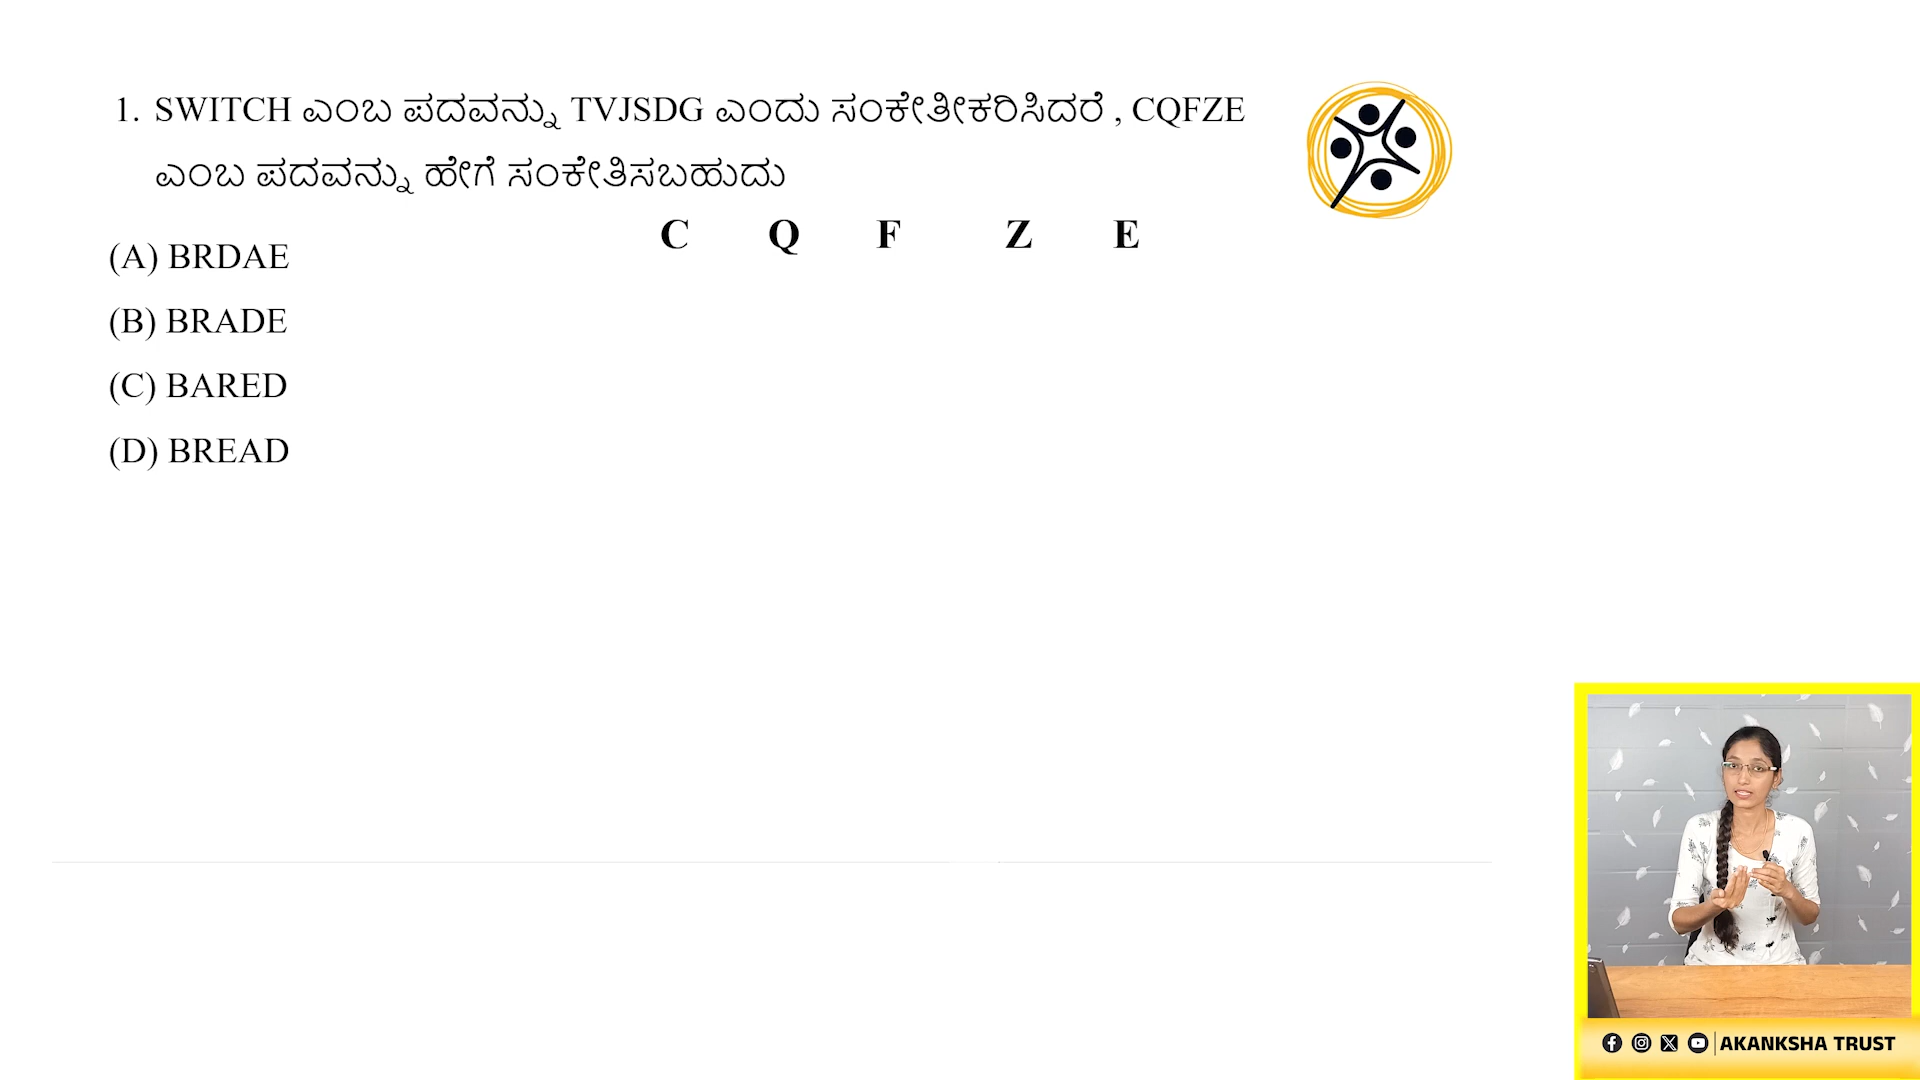 1. SWITCH ಎಂಬ ಪದವನ್ನು TVJSDG ಎಂದು ಸಂಕೇತೀಕರಿಸಿದರೆ , CQFZE
ಎಂಬ ಪದವನ್ನು ಹೇಗೆ ಸಂಕೇತಿಸಬಹುದು
C Q F Z E
(A) BRDAE
(B) BRADE
(C) BARED
(D) BREAD
AKANKSHA TRUST